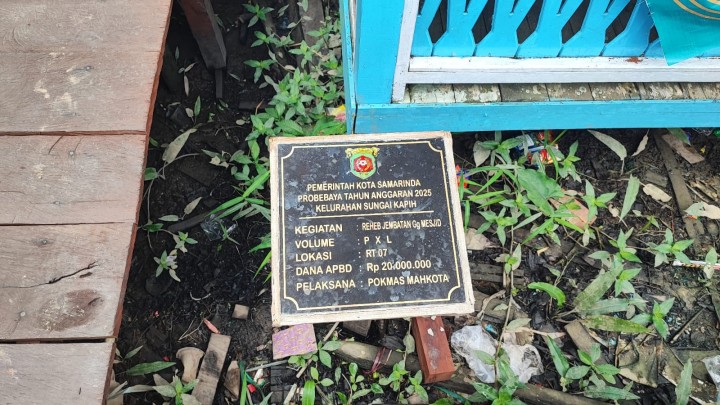 PEMERINTAH KOTA SAMARINDA
PROBEBAYA TAHUN ANGGARAN 2025
KELURAHAN SUNGAI KAPIH
KEGIATAN : REHEB JEMBATAN Gg MESJID
VOLUME : P X L
LOKASI : RT 07
DANA APBD : Rp 20.000.000
PELAKSANA : POKMAS MAHKOTA